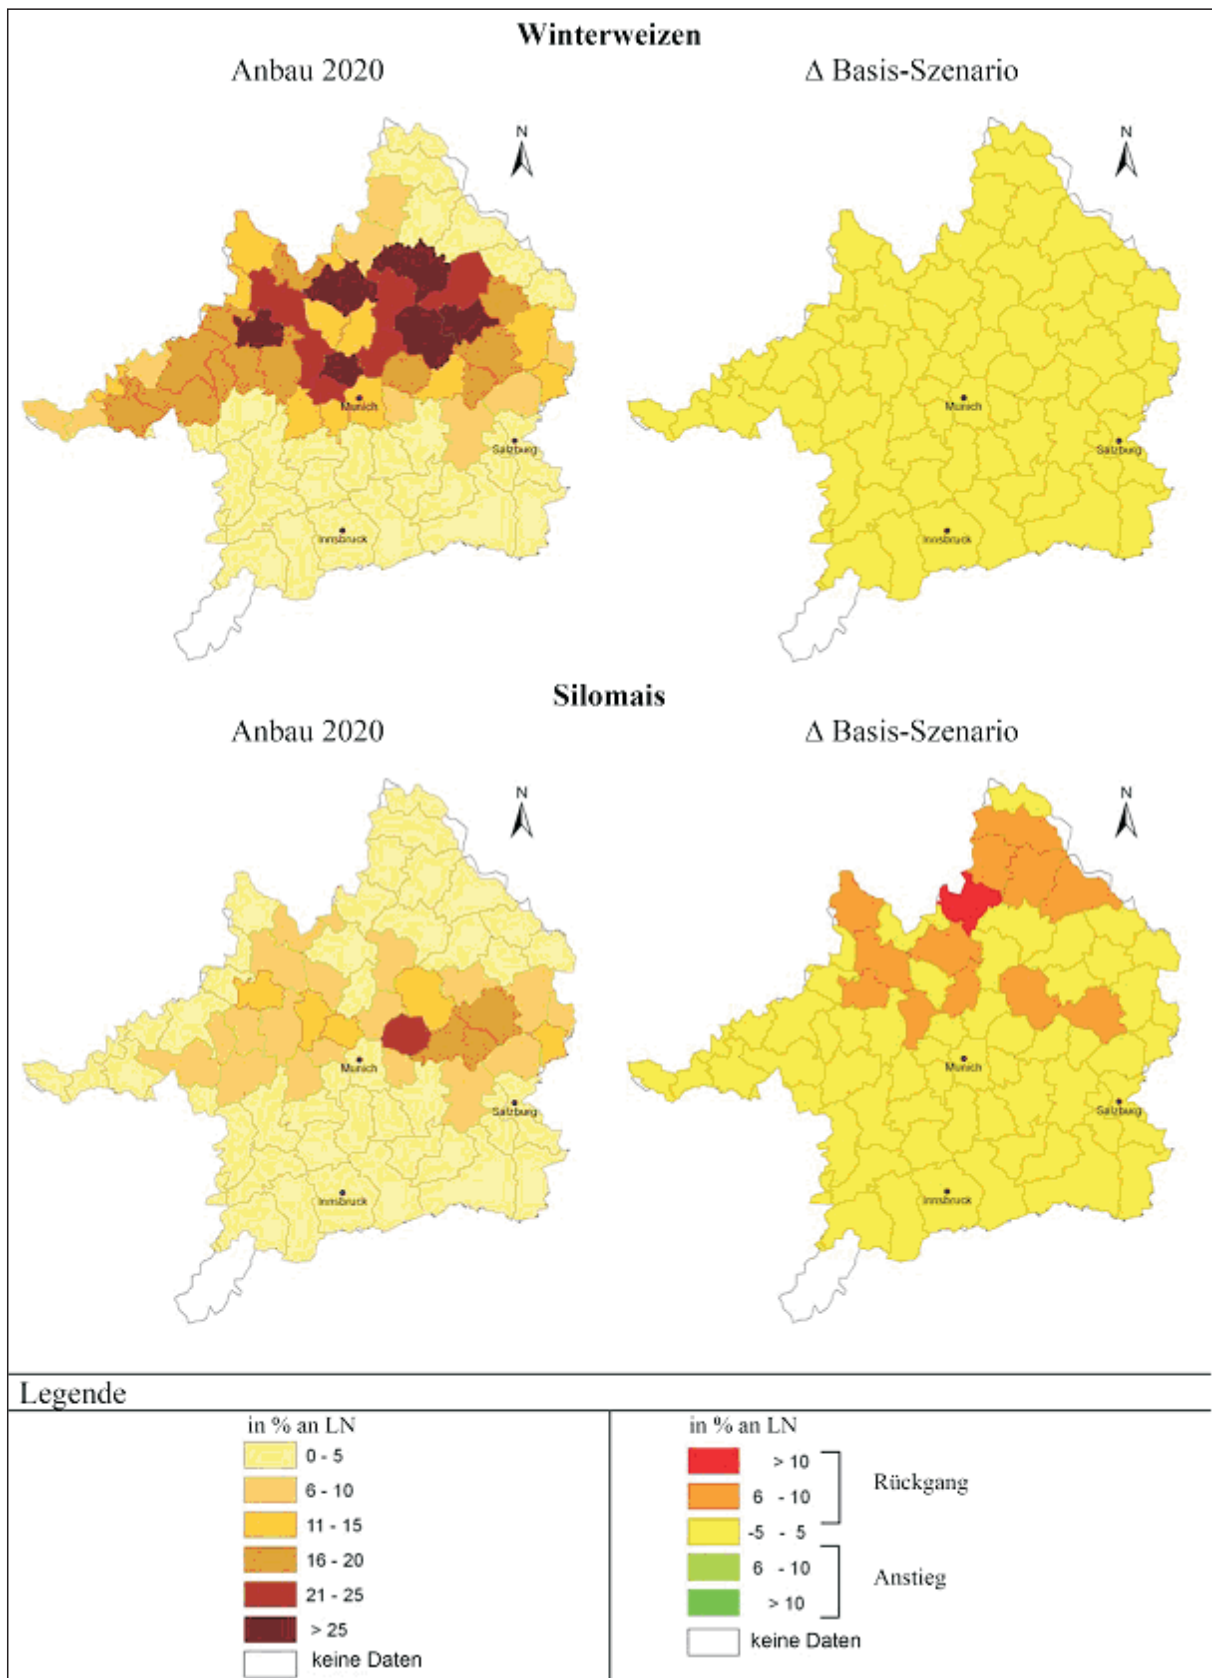 Winterweizen
Anbau 2020
Δ Basis-Szenario
N
N
Munich
Salzburg
Innsbruck
Munich
Salzburg
Innsbruck
Silomais
Anbau 2020
Δ Basis-Szenario
N
N
Munich
Salzburg
Innsbruck
Munich
Salzburg
Innsbruck
Legende
in % an LN
0 - 5
6 - 10
11 - 15
16 - 20
21 - 25
> 25
keine Daten
in % an LN
> 10
6 - 10
Rückgang
-5 - 5
6 - 10
> 10
Anstieg
keine Daten